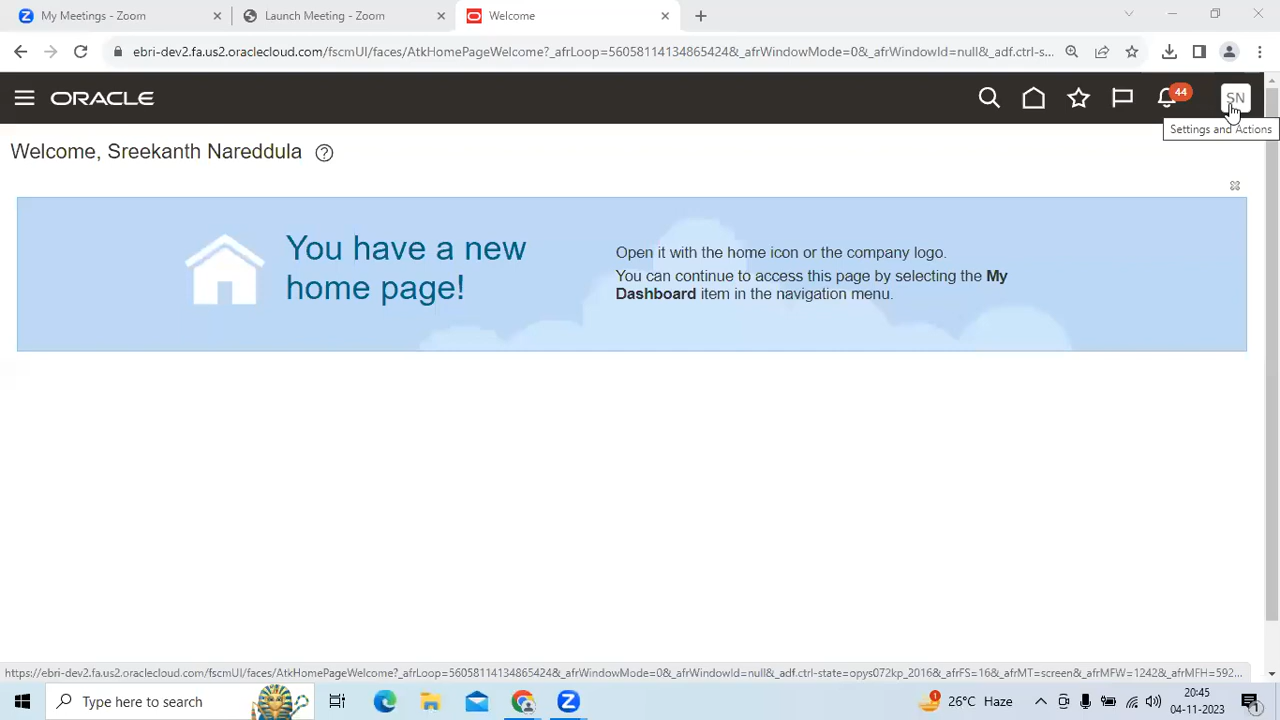 My Meetings - Zoom
Launch Meeting - Zoom
Welcome
ebri-dev2.fa.us2.oraclecloud.com/fscmUI/faces/AtkHomePageWelcome?_afrLoop=560581141348654248&_afrWindowMode=0&_afrWindowId=null&_adf.ctrl-s...
ORACLE
44
SN
Settings and Actions
Welcome, Sreekanth Nareddula
You have a new
home page!
Open it with the home icon or the company logo.
You can continue to access this page by selecting the My
Dashboard item in the navigation menu.
https://ebri-dev2.fa.us2.oraclecloud.com/fscmUI/faces/AtkHomePageWelcome?_afrLoop=56058114134865424&_afrWindowMode=0&_afrWindowId=null&_adf.ctrl-state=opys072kp_2016&_afrFS=16&_afrMT=screen&_afrMFW=1242&_afrMFH=592...
Type here to search
1
26°C Haze
20:45
04-11-2023
1